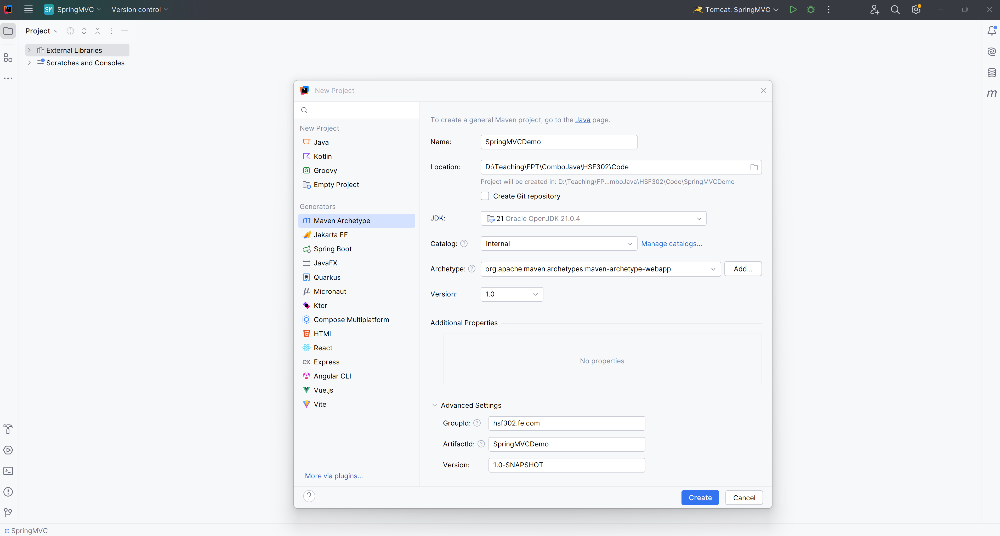 SM SpringMVC Version control Tomcat: SpringMVC
Project
External Libraries
Scratches and Consoles
New Project
To create a general Maven project, go to the Java page.
New Project
Java
Kotlin
Groovy
Empty Project
Generators
Maven Archetype
Jakarta EE
Spring Boot
JavaFX
Quarkus
Micronaut
Ktor
Compose Multiplatform
HTML
React
Express
Angular CLI
Vue.js
Vite
More via plugins...
Name: SpringMVCDemo
Location: D:\Teaching\FPT\ComboJava\HSF302\Code
Project will be created in: D:\Teaching\FP...mboJava\HSF302\Code\SpringMVCDemo
Create Git repository
JDK: 21 Oracle OpenJDK 21.0.4
Catalog: ? Internal Manage catalogs...
Archetype: ? org.apache.maven.archetypes:maven-archetype-webapp Add...
Version: 1.0
Additional Properties
No properties
Advanced Settings
GroupId: ? hsf302.fe.com
ArtifactId: ? SpringMVCDemo
Version: 1.0-SNAPSHOT
? Create Cancel
SpringMVC